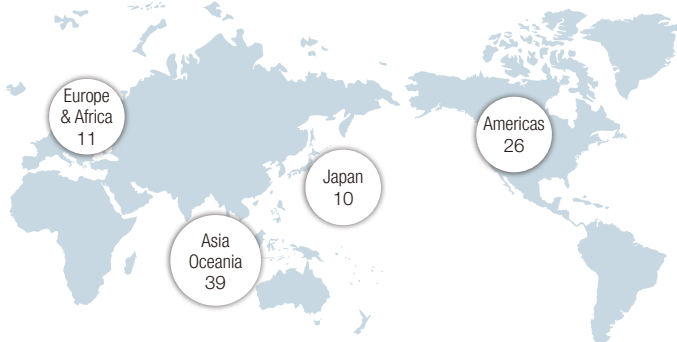 Europe
& Africa
11
Asia
Oceania
39
Japan
10
Americas
26